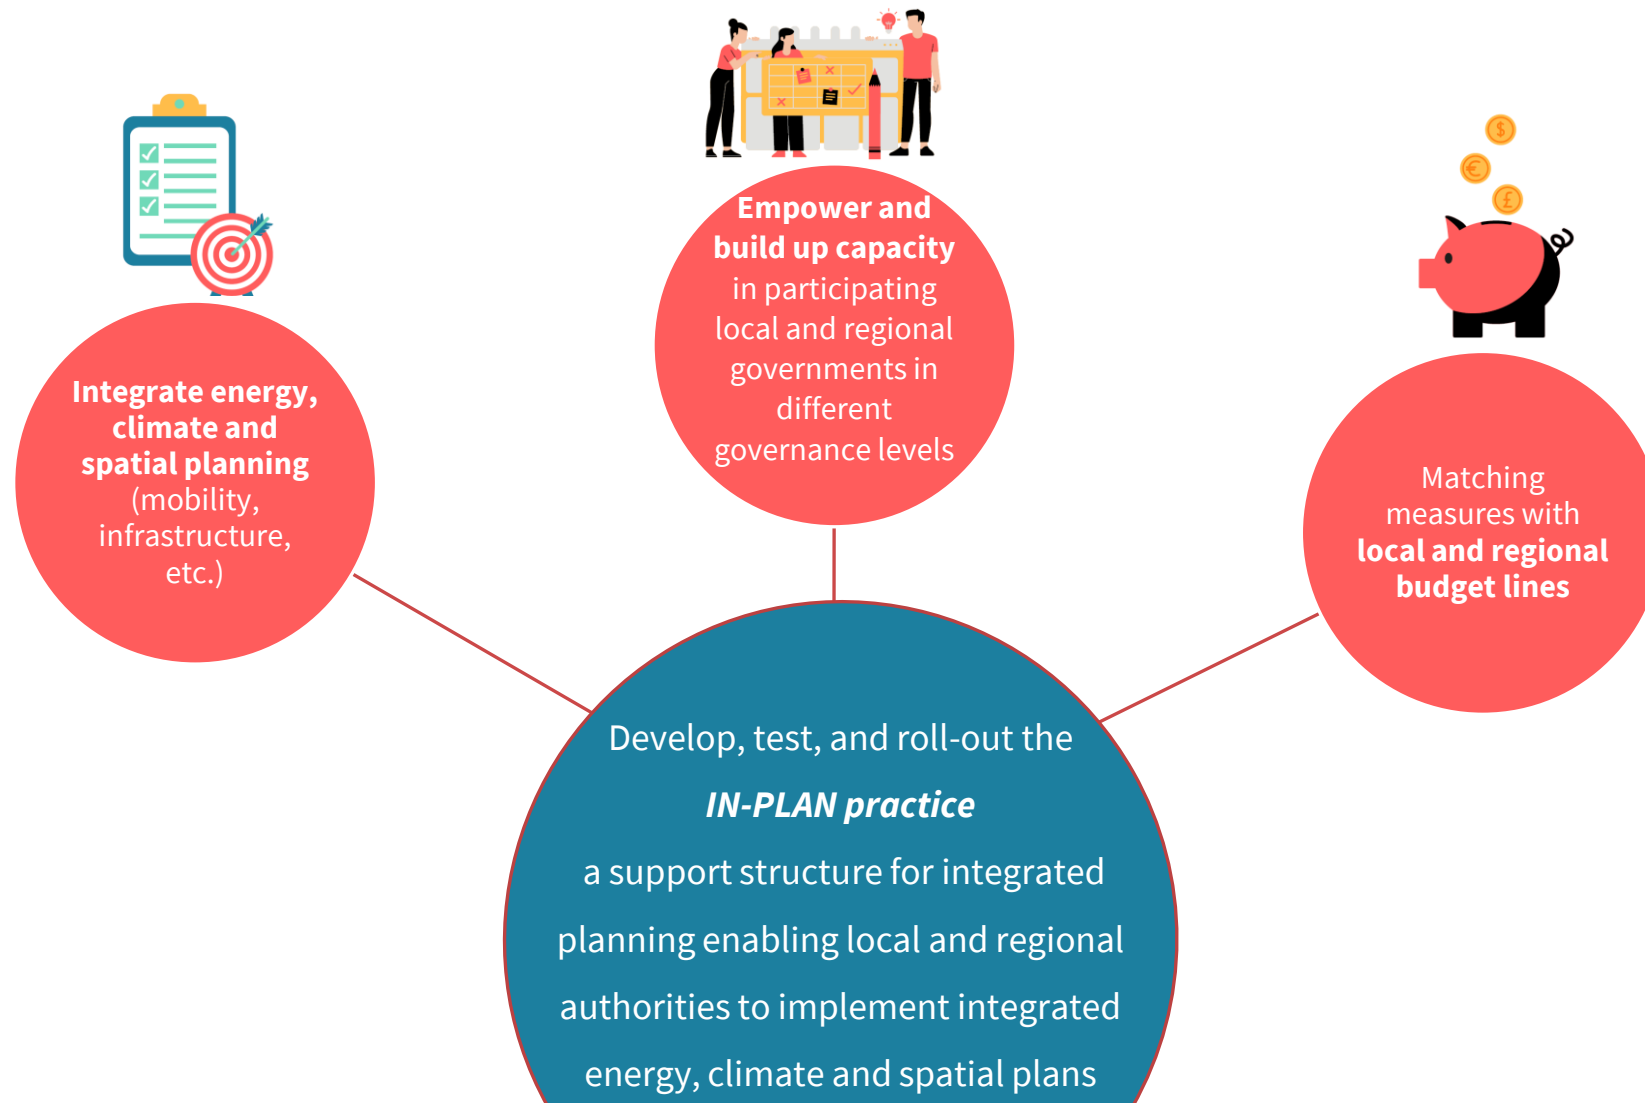 Empower and
build up capacity
in participating
local and regional
governments in
different
governance levels
Integrate energy,
climate and
spatial planning
(mobility,
infrastructure,
etc.)
Matching
measures with
local and regional
budget lines
Develop, test, and roll-out the
IN-PLAN practice
a support structure for integrated
planning enabling local and regional
authorities to implement integrated
energy, climate and spatial plans
$
€
£